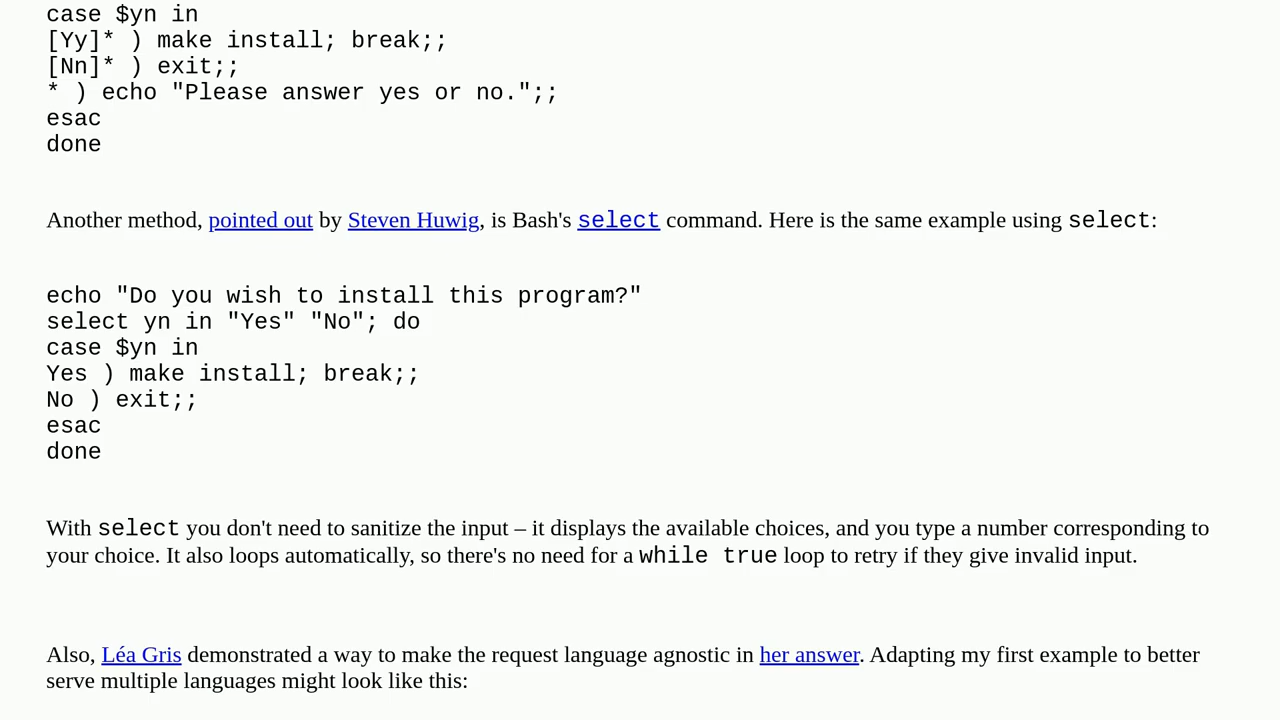 case $yn in
[Yy]* ) make install; break;;
[Nn]* ) exit;;
* ) echo "Please answer yes or no.";;
esac
done
Another method, pointed out by Steven Huwig, is Bash's select command. Here is the same example using select:
echo "Do you wish to install this program?"
select yn in "Yes" "No"; do
case $yn in
Yes ) make install; break;;
No ) exit;;
esac
done
With select you don't need to sanitize the input – it displays the available choices, and you type a number corresponding to
your choice. It also loops automatically, so there's no need for a while true loop to retry if they give invalid input.
Also, Léa Gris demonstrated a way to make the request language agnostic in her answer. Adapting my first example to better
serve multiple languages might look like this: